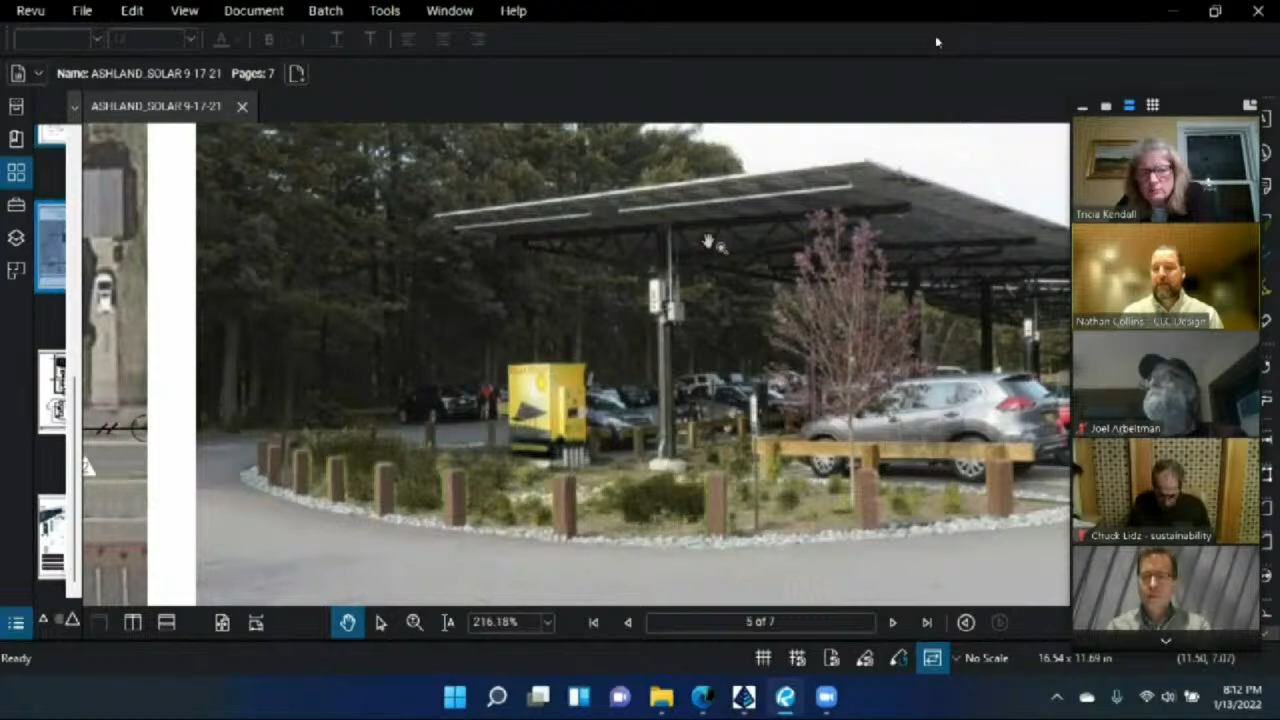 Revu File Edit View Document Batch Tools Window Help
Name: ASHLAND_SOLAR 9 17 21 Pages: 7
ASHLAND_SOLAR 9-17-21
Tricia Kendall
Nathan Collins - CCC Design
Joel Arbeitman
Chuck Lidz - sustainability
216.18%
5 of 7
Ready
No Scale
16.54 x 11.69 in
(11.50, 7.07)
8:12 PM
1/13/2022